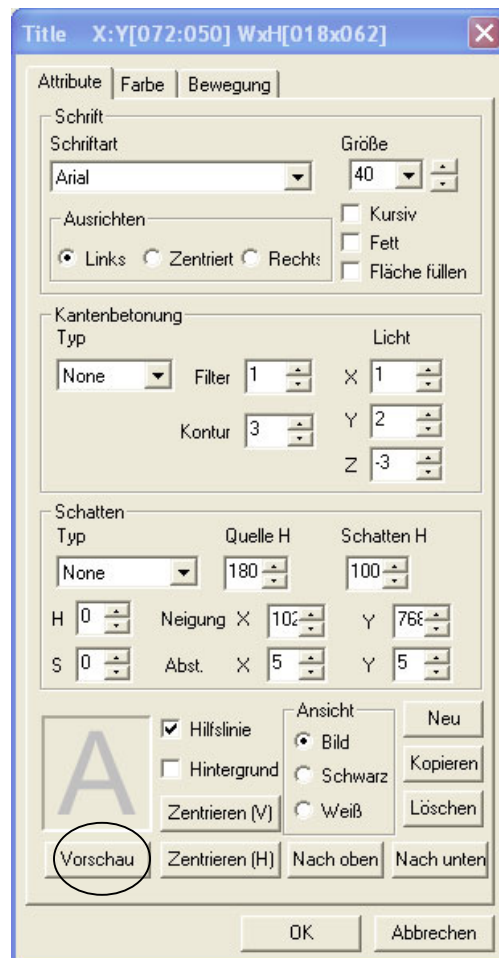 Title X:Y[072:050] WxH[018x062]
Attribute Farbe Bewegung
Schrift
Schriftart Größe
Arial 40
Ausrichten
Links Zentriert Rechts
Kursiv
Fett
Fläche füllen
Kantenbetonung
Typ Licht
None Filter 1 X 1
Kontur 3 Y 2
Z -3
Schatten
Typ Quelle H Schatten H
None 180 100
H 0 Neigung X 102 Y 768
S 0 Abst. X 5 Y 5
A
Hilfslinie
Hintergrund
Zentrieren (V)
Ansicht
Bild
Schwarz
Weiß
Neu
Kopieren
Löschen
Vorschau Zentrieren (H) Nach oben Nach unten
OK Abbrechen